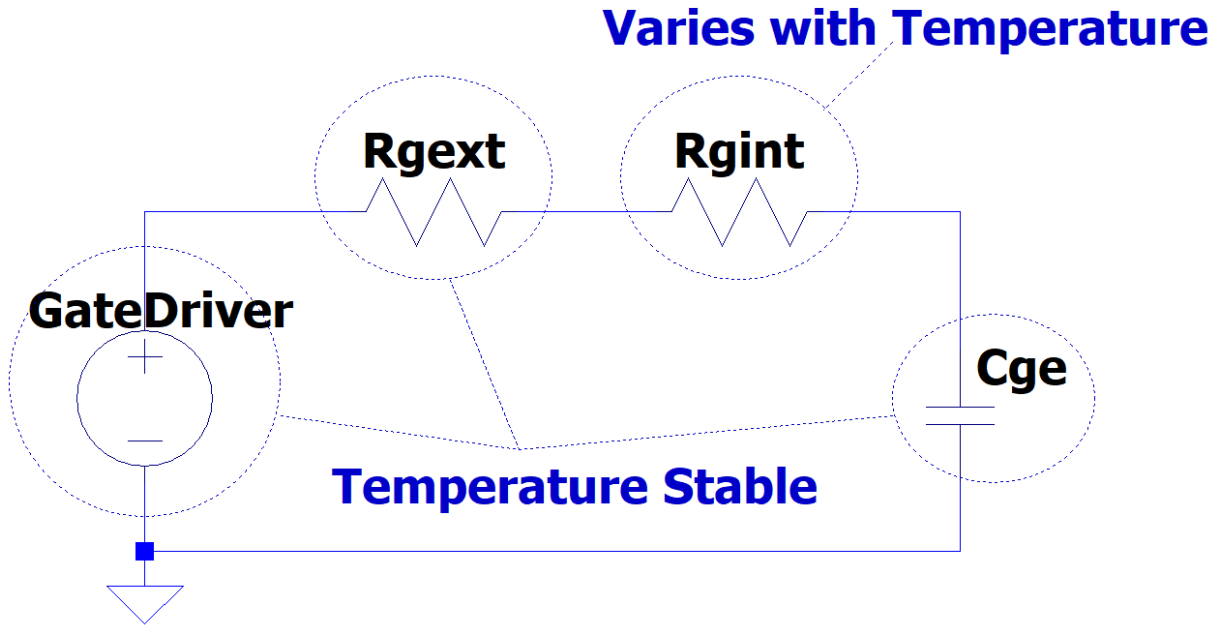 Varies with Temperature
Rgext
Rgint
GateDriver
Cge
Temperature Stable